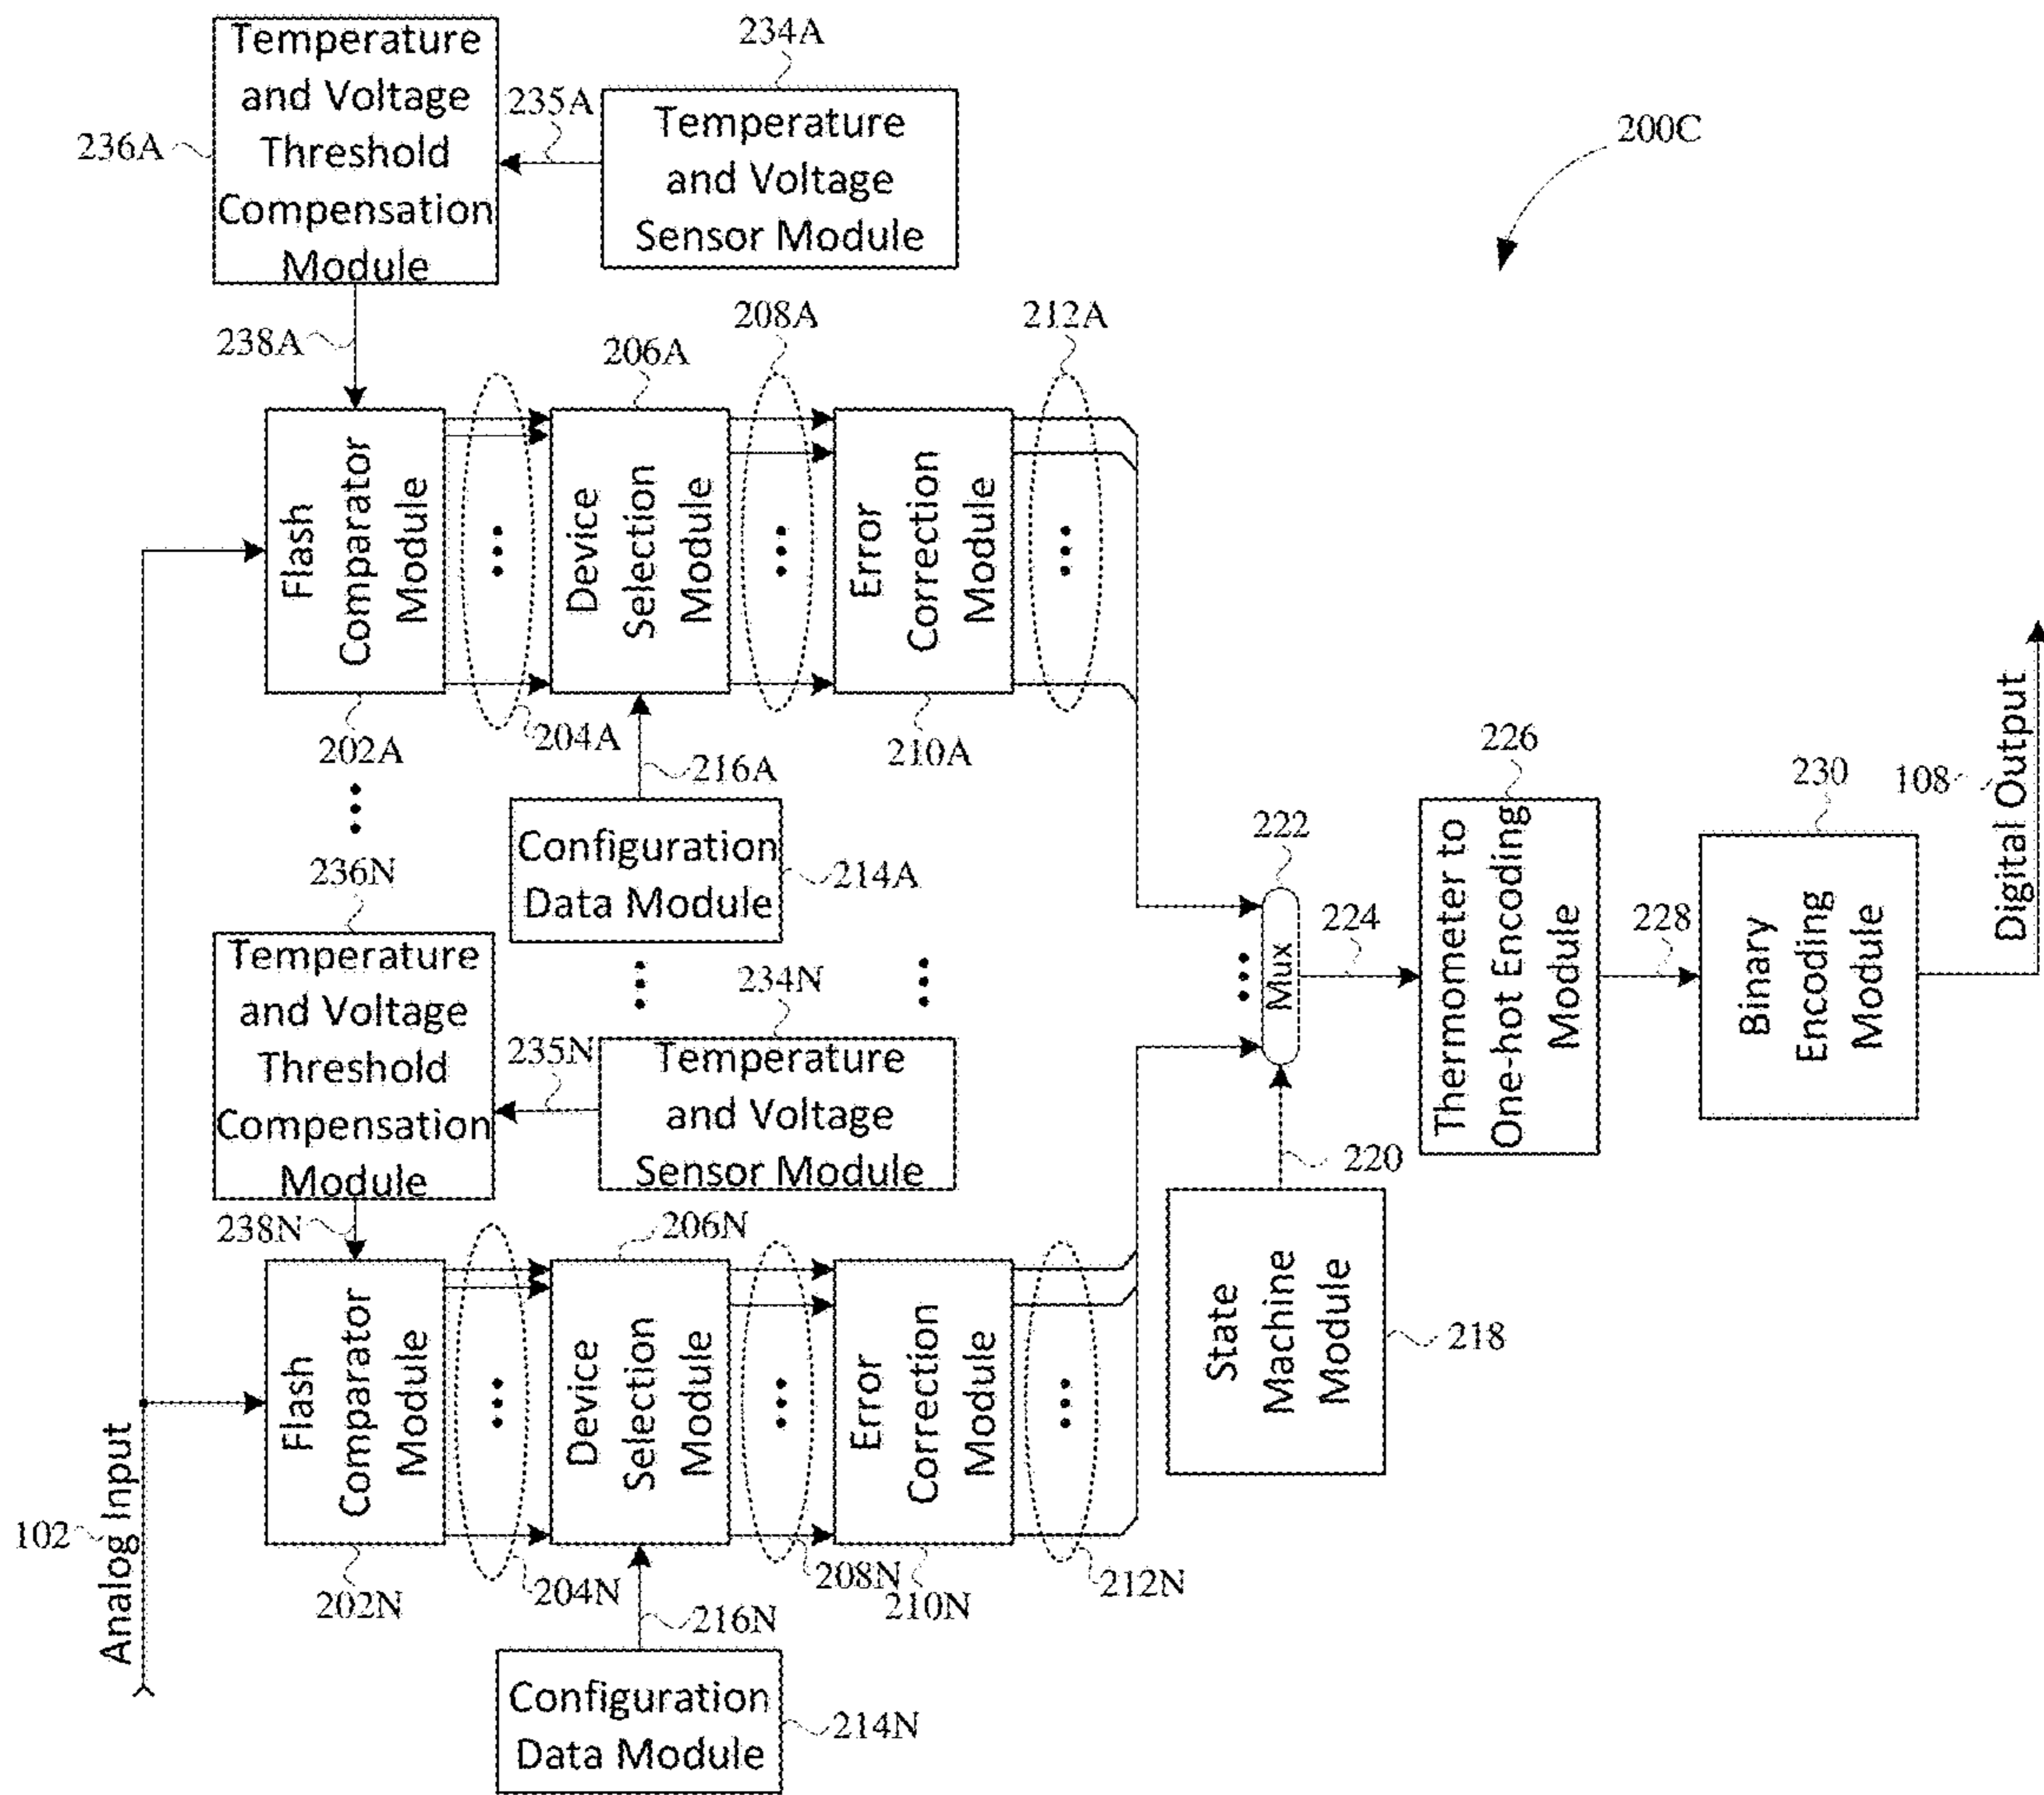 Temperature
and Voltage
Threshold
Compensation
Module
236A
235A
234A
Temperature
and Voltage
Sensor Module
200C
238A
206A
208A
212A
Flash
Comparator
Module
Device
Selection
Module
Error
Correction
Module
202A
204A
210A
216A
Configuration
Data Module
214A
236N
Temperature
and Voltage
Threshold
Compensation
Module
235N
234N
Temperature
and Voltage
Sensor Module
238N
206N
Flash
Comparator
Module
Device
Selection
Module
Error
Correction
Module
202N
204N
208N
210N
212N
216N
Configuration
Data Module
214N
102
Analog Input
222
Mux
224
220
State
Machine
Module
218
226
Thermometer to
One-hot Encoding
Module
228
230
Binary
Encoding
Module
108
Digital Output